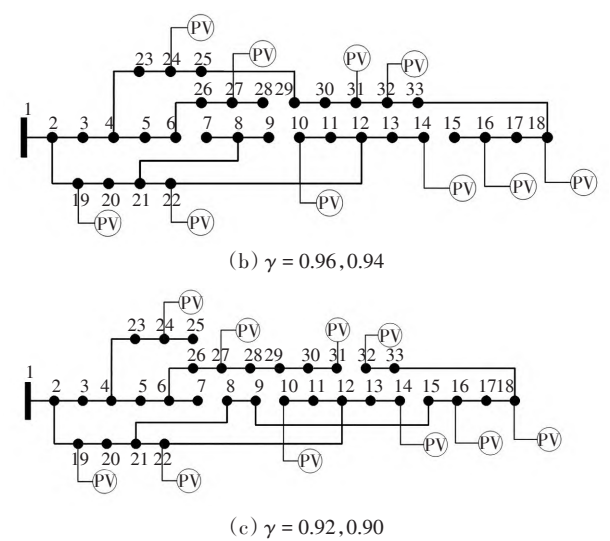 PV
23 24 25 PV PV PV
26 27 28 29 30 31 32 33
1
2 3 4 5 6 7 8 9 10 11 12 13 14 15 16 17 18
19 20 21 22 PV PV PV
PV PV PV
(b) γ = 0.96,0.94
PV
23 24 25 PV PV PV
26 27 28 29 30 31 32 33
1
2 3 4 5 6 7 8 9 10 11 12 13 14 15 16 17 18
19 20 21 22 PV PV PV
PV PV PV
(c) γ = 0.92,0.90